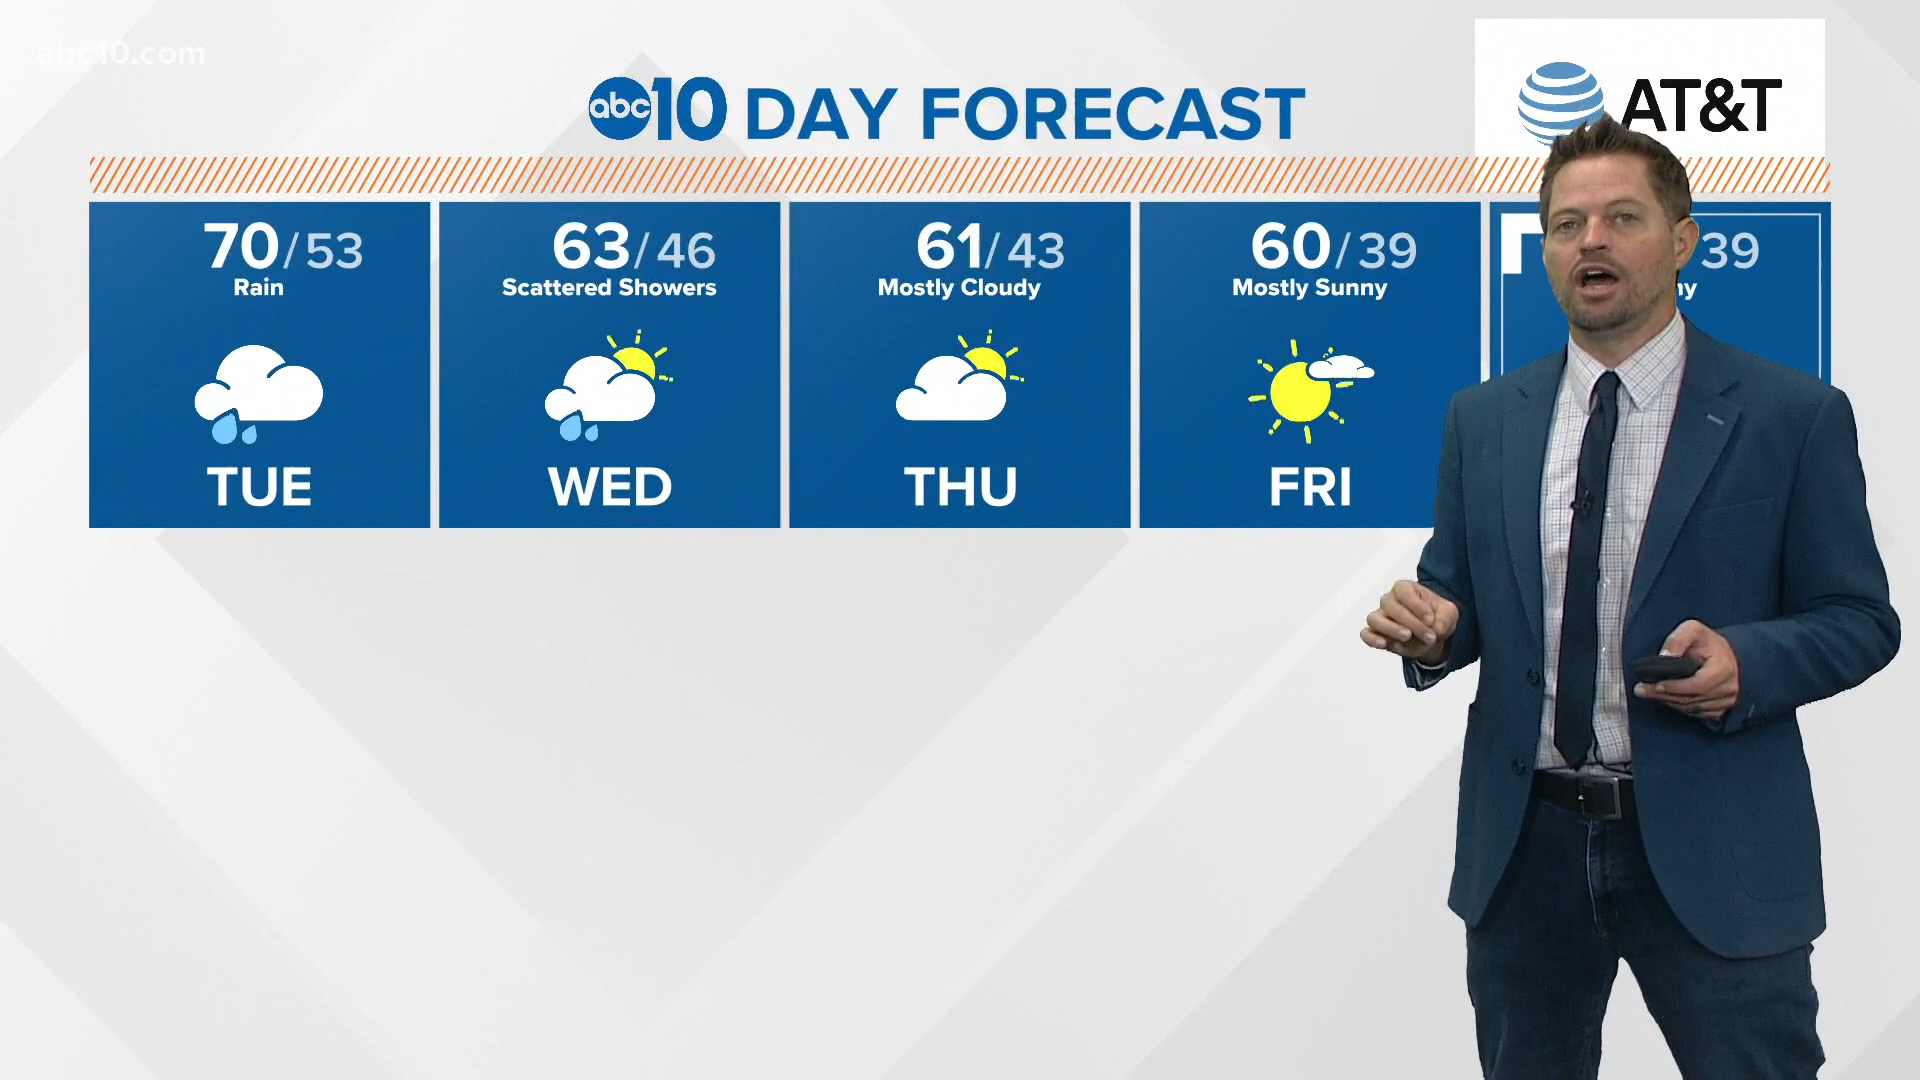 abc10.com
abc10 DAY FORECAST
AT&T
70/53
Rain
TUE
63/46
Scattered Showers
WED
61/43
Mostly Cloudy
THU
60/39
Mostly Sunny
FRI
39